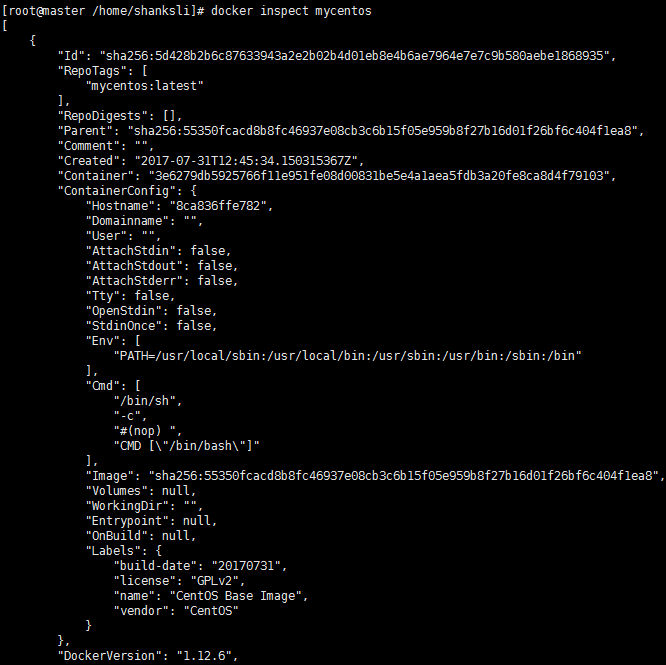 [root@master /home/shanksli]# docker inspect mycentos
[
    {
        "Id": "sha256:5d428b2b6c87633943a2e2b02b4d01eb8e4b6ae7964e7e7c9b580aebe1868935",
        "RepoTags": [
            "mycentos:latest"
        ],
        "RepoDigests": [],
        "Parent": "sha256:55350fcacd8b8fc46937e08cb3c6b15f05e959b8f27b16d01f26bf6c404f1ea8",
        "Comment": "",
        "Created": "2017-07-31T12:45:34.150315367Z",
        "Container": "3e6279db5925766f11e951fe08d00831be5e4a1aea5fdb3a20fe8ca8d4f79103",
        "ContainerConfig": {
            "Hostname": "8ca836ffe782",
            "Domainname": "",
            "User": "",
            "AttachStdin": false,
            "AttachStdout": false,
            "AttachStderr": false,
            "Tty": false,
            "OpenStdin": false,
            "StdinOnce": false,
            "Env": [
                "PATH=/usr/local/sbin:/usr/local/bin:/usr/sbin:/usr/bin:/sbin:/bin"
            ],
            "Cmd": [
                "/bin/sh",
                "-c",
                "#(nop) ",
                "CMD [\"/bin/bash\"]"
            ],
            "Image": "sha256:55350fcacd8b8fc46937e08cb3c6b15f05e959b8f27b16d01f26bf6c404f1ea8",
            "Volumes": null,
            "WorkingDir": "",
            "Entrypoint": null,
            "OnBuild": null,
            "Labels": {
                "build-date": "20170731",
                "license": "GPLv2",
                "name": "CentOS Base Image",
                "vendor": "CentOS"
            }
        },
        "DockerVersion": "1.12.6",